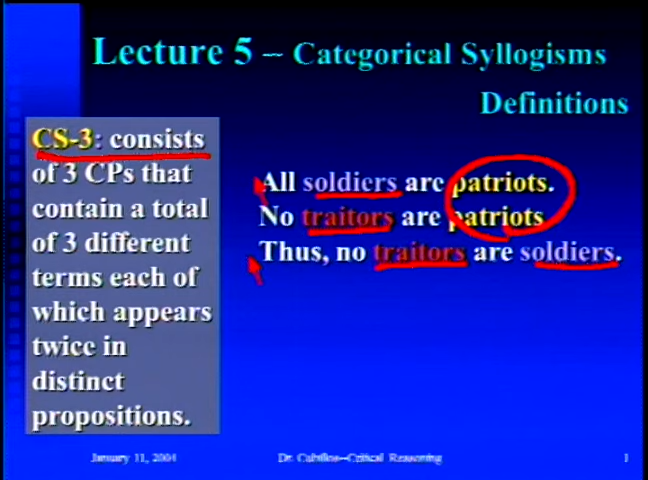 Lecture 5 – Categorical Syllogisms
Definitions
CS-3: consists
of 3 CPs that
contain a total
of 3 different
terms each of
which appears
twice in
distinct
propositions.
All soldiers are patriots.
No traitors are patriots
Thus, no traitors are soldiers.
January 11, 2004
Dr. Cubillos--Critical Reasoning
1